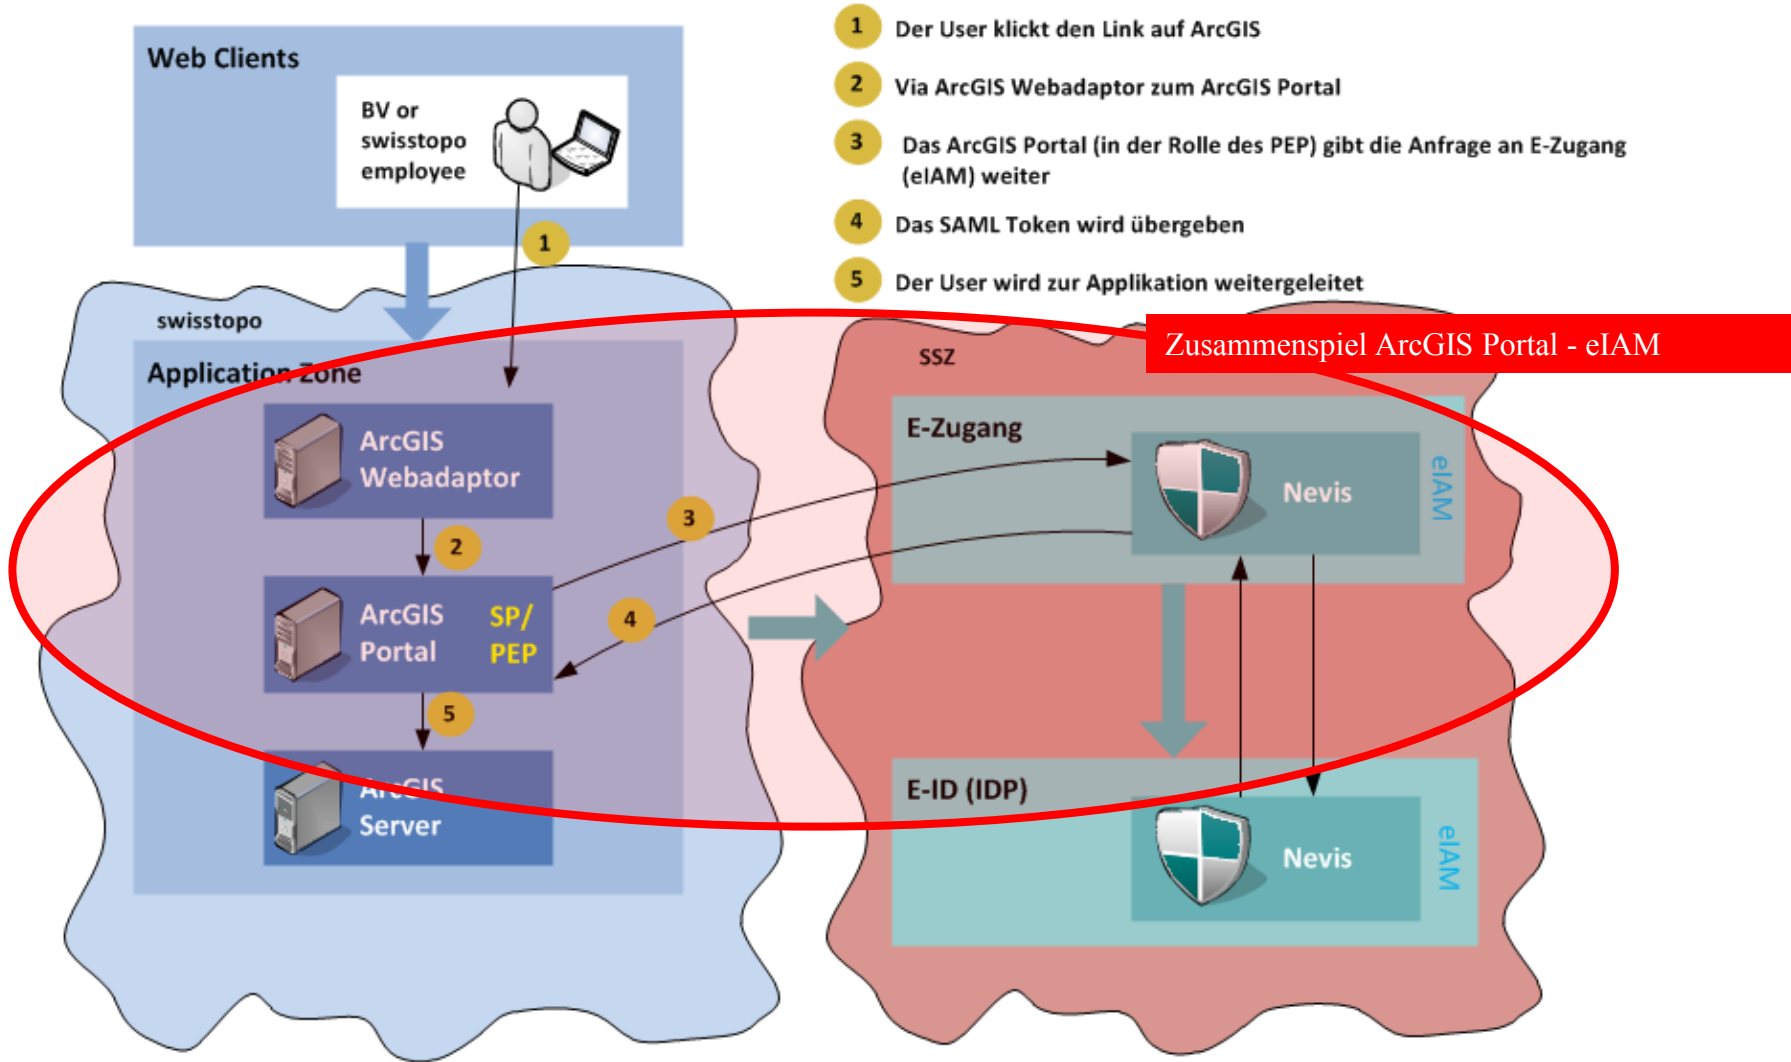 Web Clients
BV or
swisstopo
employee
1
1 Der User klickt den Link auf ArcGIS
2 Via ArcGIS Webadaptor zum ArcGIS Portal
3 Das ArcGIS Portal (in der Rolle des PEP) gibt die Anfrage an E-Zugang
(eIAM) weiter
4 Das SAML Token wird übergeben
5 Der User wird zur Applikation weitergeleitet
Zusammenspiel ArcGIS Portal - eIAM
swisstopo
Application Zone
ArcGIS
Webadaptor
2
ArcGIS
Portal
SP/
PEP
3
4
5
ArcGIS
Server
SSZ
E-Zugang
Nevis
eIAM
E-ID (IDP)
Nevis
eIAM